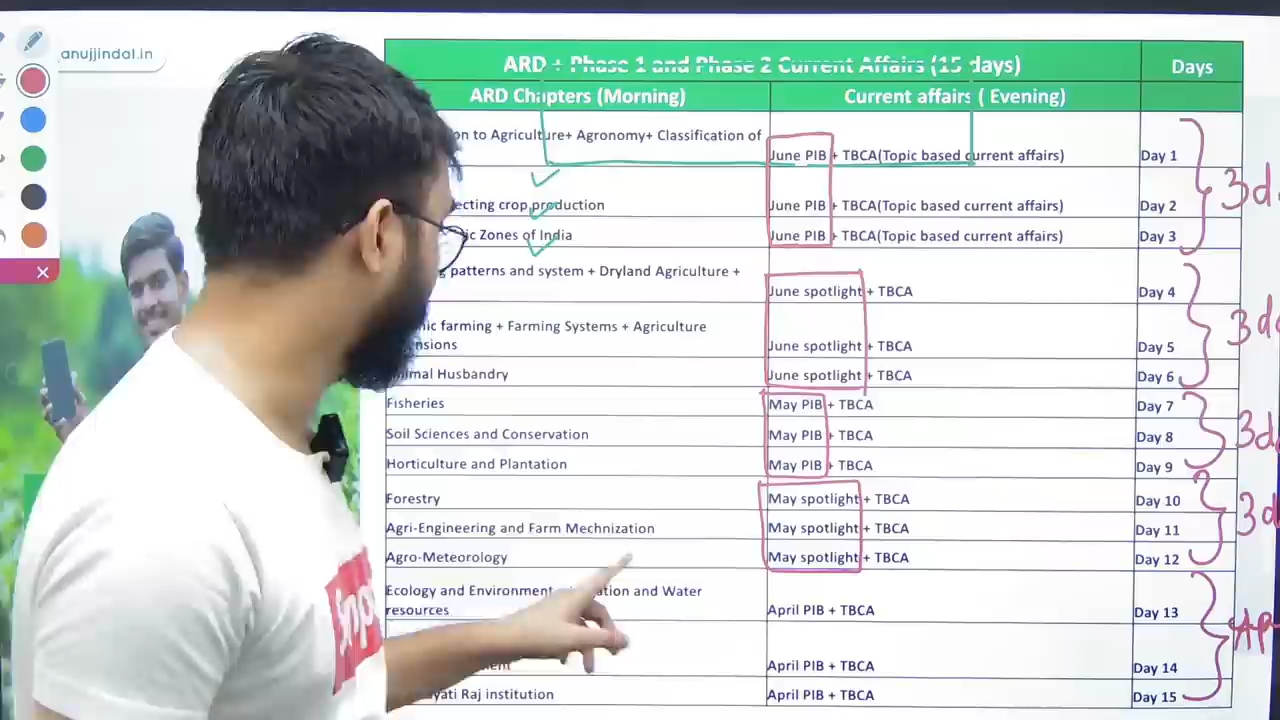 anujjindal.in
ARD + Phase 1 and Phase 2 Current Affairs (15 days)
Days
ARD Chapters (Morning)
Current affairs ( Evening)
to Agriculture+ Agronomy+ Classification of
June PIB + TBCA(Topic based current affairs)
Day 1
crop production
June PIB + TBCA(Topic based current affairs)
Day 2
Zones of India
June PIB + TBCA(Topic based current affairs)
Day 3
patterns and system + Dryland Agriculture +
June spotlight + TBCA
Day 4
farming + Farming Systems + Agriculture
June spotlight + TBCA
Day 5
Husbandry
June spotlight + TBCA
Day 6
Fisheries
May PIB + TBCA
Day 7
Soil Sciences and Conservation
May PIB + TBCA
Day 8
Horticulture and Plantation
May PIB + TBCA
Day 9
Forestry
May spotlight + TBCA
Day 10
Agri-Engineering and Farm Mechnization
May spotlight + TBCA
Day 11
Agro-Meteorology
May spotlight + TBCA
Day 12
Ecology and Environment and Water
resources
April PIB + TBCA
Day 13
April PIB + TBCA
Day 14
Raj institution
April PIB + TBCA
Day 15
3 d
3 d
3 d
3 d
Ap